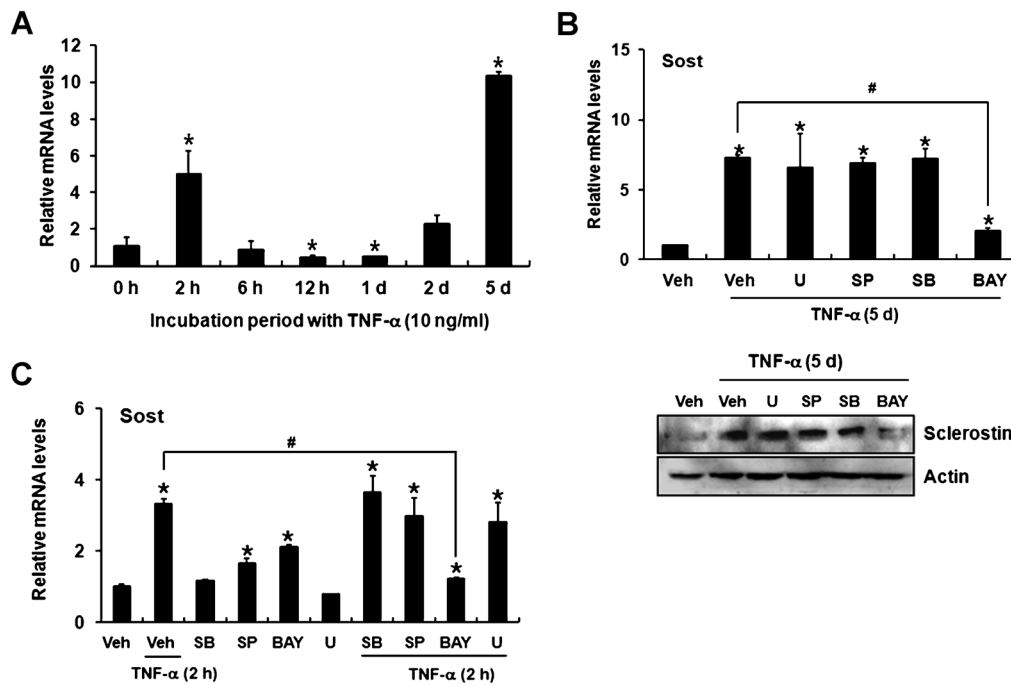 A
Relative mRNA levels
12
10
8
6
4
2
0
* * * * *
0 h 2 h 6 h 12 h 1 d 2 d 5 d
Incubation period with TNF-α (10 ng/ml)
B
Sost
Relative mRNA levels
15
10
5
0
#
* * * * *
Veh Veh U SP SB BAY
TNF-α (5 d)
TNF-α (5 d)
Veh Veh U SP SB BAY
Sclerostin
Actin
C
Sost
Relative mRNA levels
6
4
2
0
#
* * * * * * *
Veh Veh SB SP BAY U SB SP BAY U
TNF-α (2 h) TNF-α (2 h)